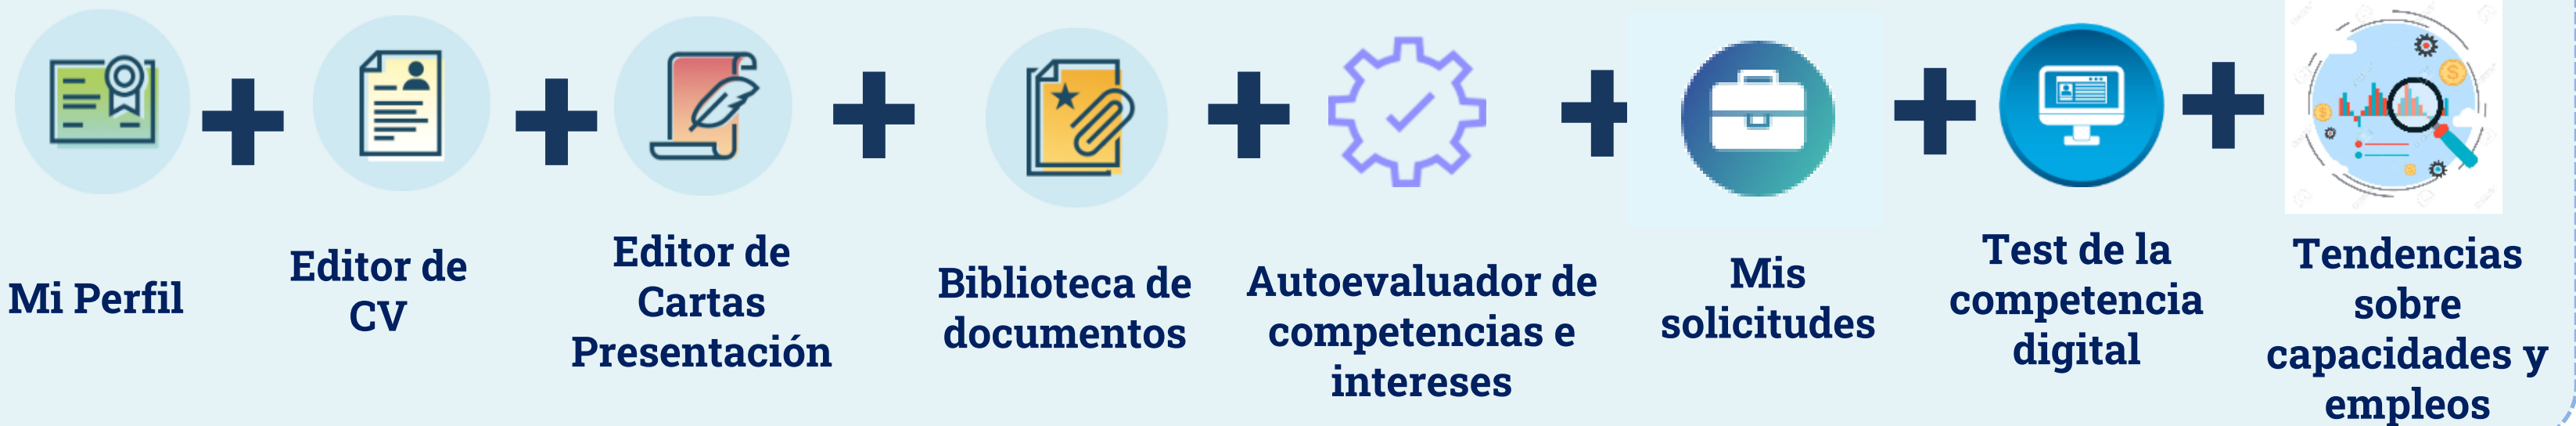 Mi Perfil
Editor de
CV
Editor de
Cartas
Presentación
Biblioteca de
documentos
Autoevaluador de
competencias e
intereses
Mis
solicitudes
Test de la
competencia
digital
Tendencias
sobre
capacidades y
empleos